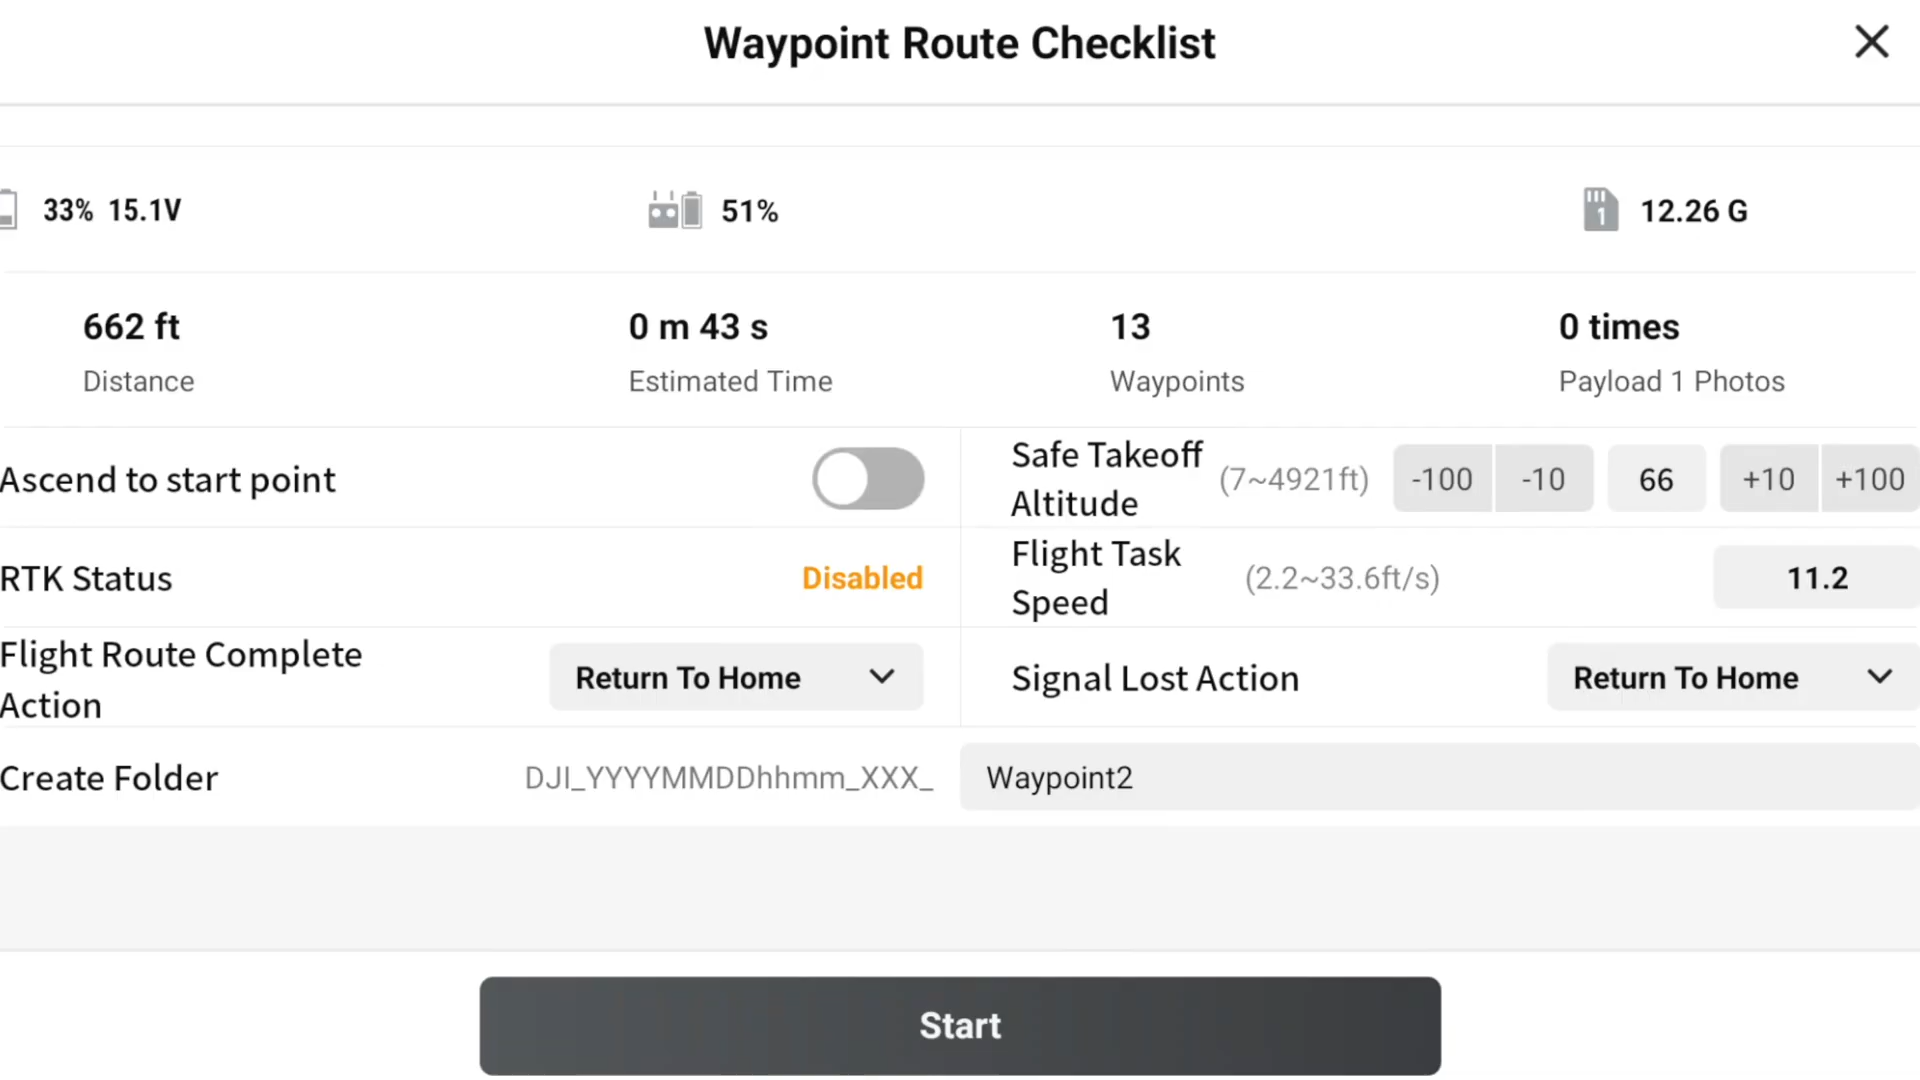 Waypoint Route Checklist
33% 15.1V
51%
1
12.26 G
662 ft
Distance
0 m 43 s
Estimated Time
13
Waypoints
0 times
Payload 1 Photos
Ascend to start point
Safe Takeoff
Altitude
(7~4921ft)
-100
-10
66
+10
+100
RTK Status
Disabled
Flight Task
Speed
(2.2~33.6ft/s)
11.2
Flight Route Complete
Action
Return To Home
Signal Lost Action
Return To Home
Create Folder
DJI_YYYYMMDDhhmm_XXX_
Waypoint2
Start